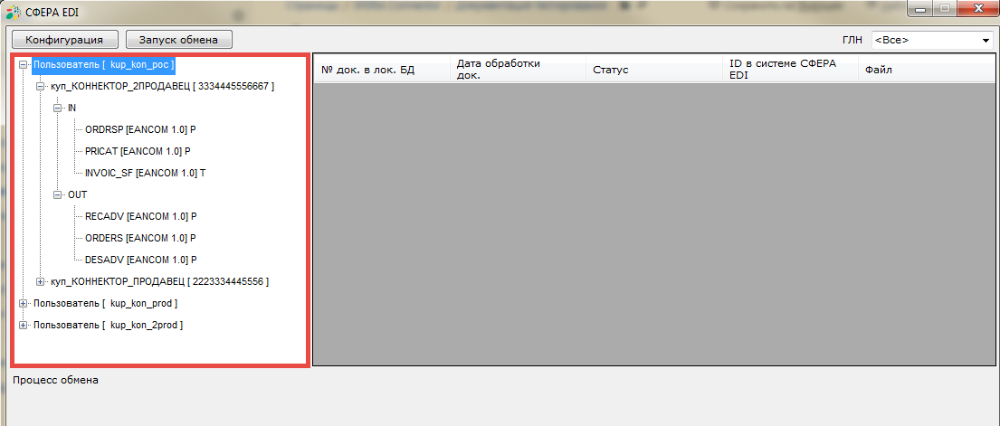 СФЕРА EDI
Конфигурация Запуск обмена ГЛН <Все>
Пользователь [ kup_kon_poc ]
куп_КОННЕКТОР_2ПРОДАВЕЦ [ 3334445556667 ]
IN
ORDRSP [EANCOM 1.0] P
PRICAT [EANCOM 1.0] P
INVOIC_SF [EANCOM 1.0] T
OUT
RECADV [EANCOM 1.0] P
ORDERS [EANCOM 1.0] P
DESADV [EANCOM 1.0] P
куп_КОННЕКТОР_ПРОДАВЕЦ [ 2223334445556 ]
Пользователь [ kup_kon_prod ]
Пользователь [ kup_kon_2prod ]
№ док. в лок. БД
Дата обработки
док.
Статус
ID в системе СФЕРА
EDI
Файл
Процесс обмена